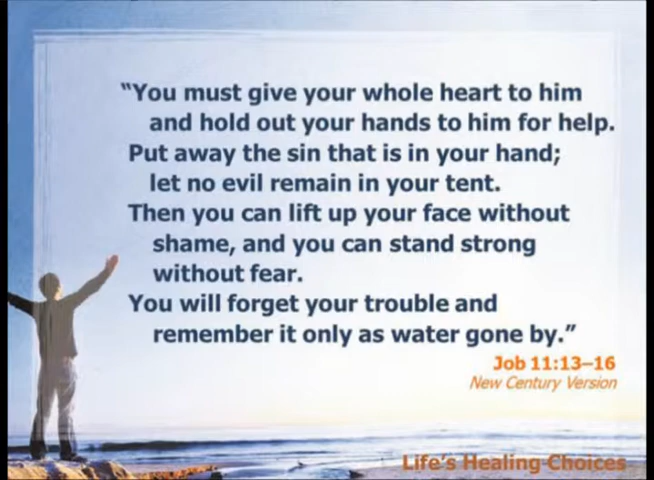 “You must give your whole heart to him
and hold out your hands to him for help.
Put away the sin that is in your hand;
let no evil remain in your tent.
Then you can lift up your face without
shame, and you can stand strong
without fear.
You will forget your trouble and
remember it only as water gone by.”
Job 11:13–16
New Century Version
Life's Healing Choices